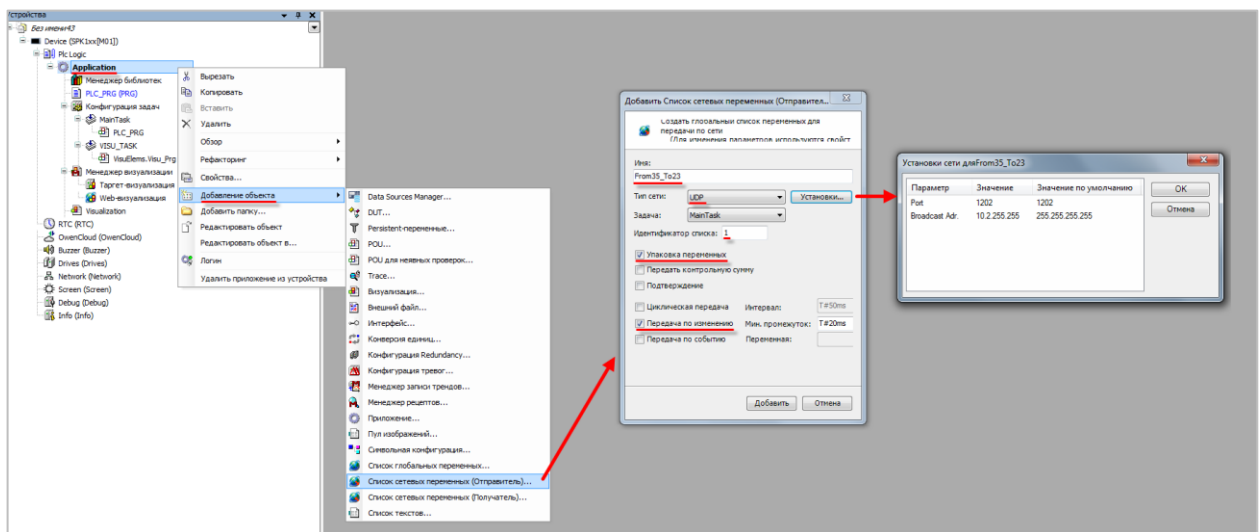 Устройства
Без имени43
Device (SPK1xx[M01])
Plc Logic
Application
Менеджер библиотек
PLC_PRG (PRG)
Конфигурация задач
MainTask
PLC_PRG
VISU_TASK
VisuElems.Visu_Prg
Менеджер визуализации
Таргет-визуализация
Web-визуализация
Visualization
RTC (RTC)
OwenCloud (OwenCloud)
Buzzer (Buzzer)
Drives (Drives)
Network (Network)
Screen (Screen)
Debug (Debug)
Info (Info)
Вырезать
Копировать
Вставить
Удалить
Обзор
Рефакторинг
Свойства...
Добавление объекта
Добавить папку...
Редактировать объект
Редактировать объект в...
Логин
Удалить приложение из устройства
Data Sources Manager...
DUT...
Persistent-переменные...
POU...
POU для неявных проверок...
Trace...
Визуализация...
Внешний файл...
Интерфейс...
Конверсия единиц...
Конфигурация Redundancy...
Конфигурация тревог...
Менеджер записи трендов...
Менеджер рецептов...
Приложение...
Пул изображений...
Символьная конфигурация...
Список глобальных переменных...
Список сетевых переменных (Отправитель)...
Список сетевых переменных (Получатель)...
Список текстов...
Добавить Список сетевых переменных (Отправител...
Создать глобальный список переменных для
передачи по сети
(Для изменения параметров используются свойст
Имя:
From35_To23
Тип сети: UDP Установки...
Задача: MainTask
Идентификатор списка: 1
Упаковка переменных
Передать контрольную сумму
Подтверждение
Циклическая передача Интервал: T#50ms
Передача по изменению Мин. промежуток: T#20ms
Передача по событию Переменная:
Добавить Отмена
Установки сети дляFrom35_To23
Параметр Значение Значение по умолчанию
Port 1202 1202
Broadcast Adr. 10.2.255.255 255.255.255.255
OK
Отмена